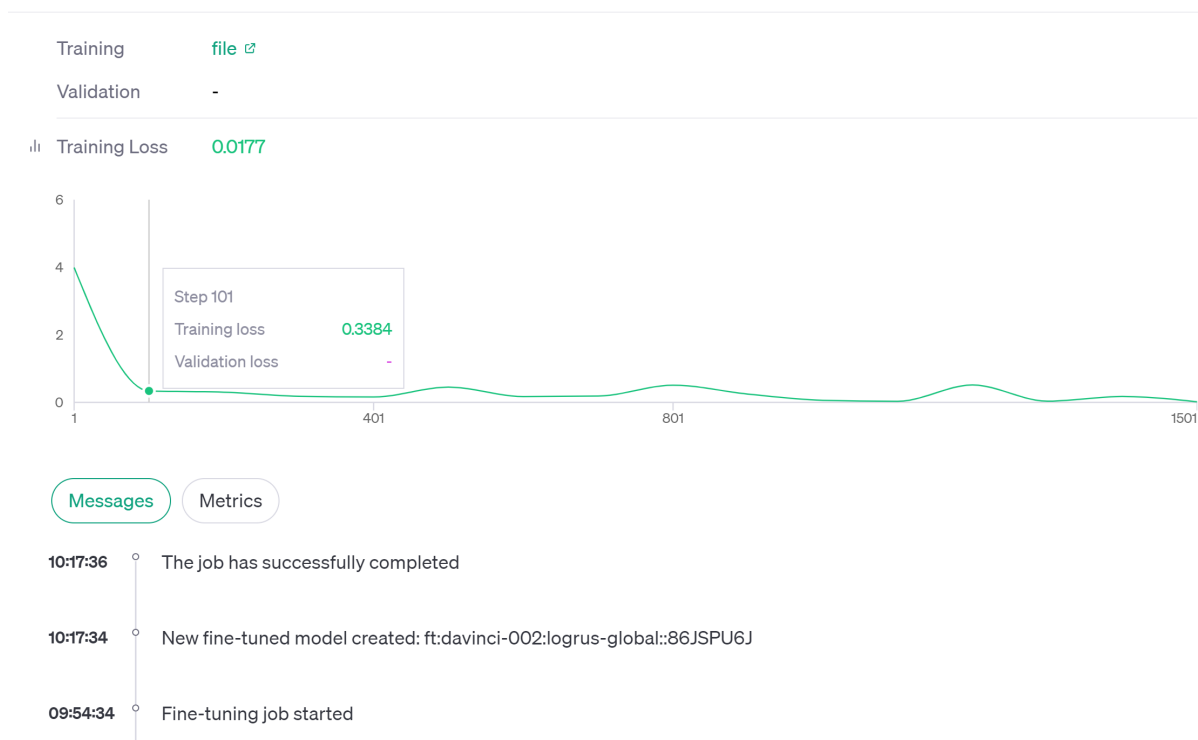 Training file
Validation -
Training Loss 0.0177
6
4
Step 101
Training loss 0.3384
2
Validation loss -
0
1 401 801 1501
Messages Metrics
10:17:36 The job has successfully completed
10:17:34 New fine-tuned model created: ft:davinci-002:logrus-global::86JSPU6J
09:54:34 Fine-tuning job started